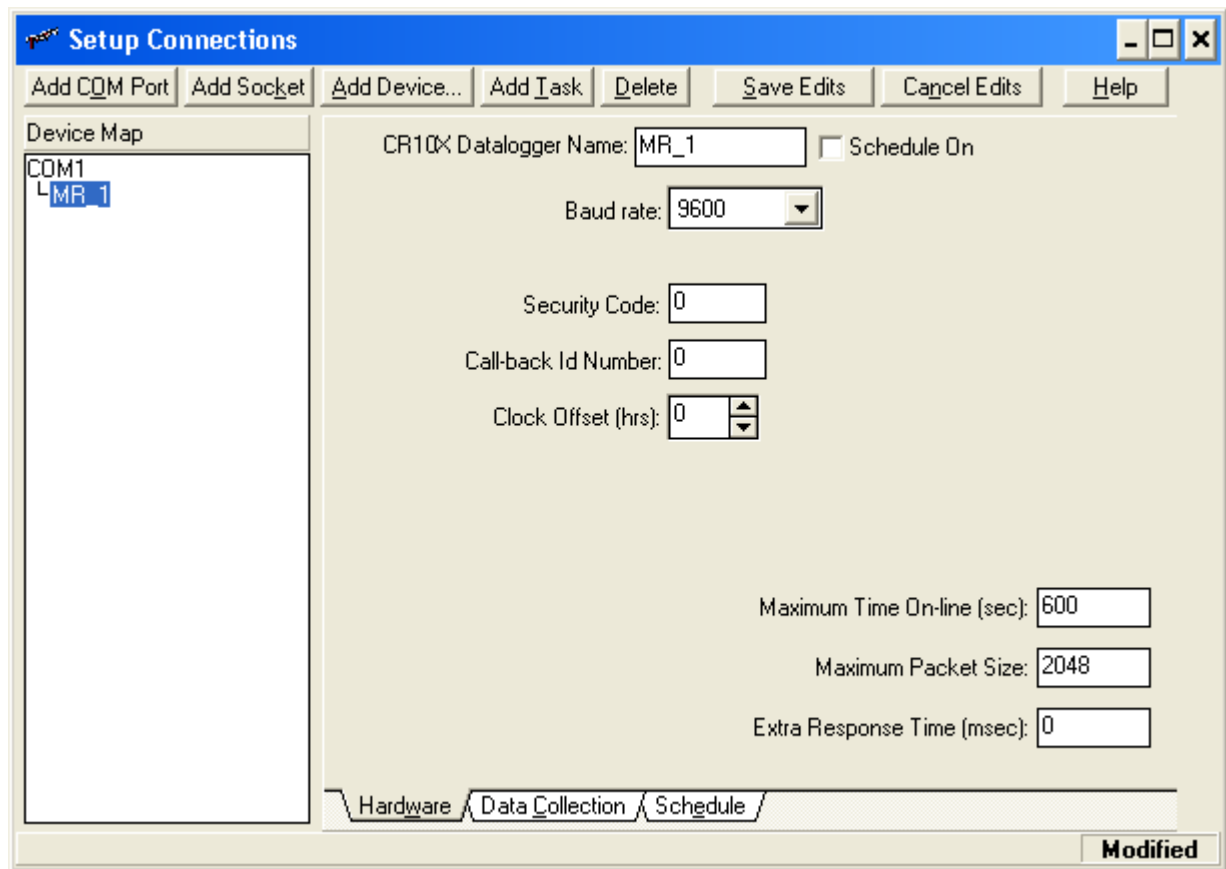 Setup Connections
Add COM Port Add Socket Add Device... Add Task Delete Save Edits Cancel Edits Help
Device Map
COM1
MR_1
CR10X Datalogger Name: MR_1 Schedule On
Baud rate: 9600
Security Code: 0
Call-back Id Number: 0
Clock Offset (hrs): 0
Maximum Time On-line (sec): 600
Maximum Packet Size: 2048
Extra Response Time (msec): 0
Hardware Data Collection Schedule
Modified